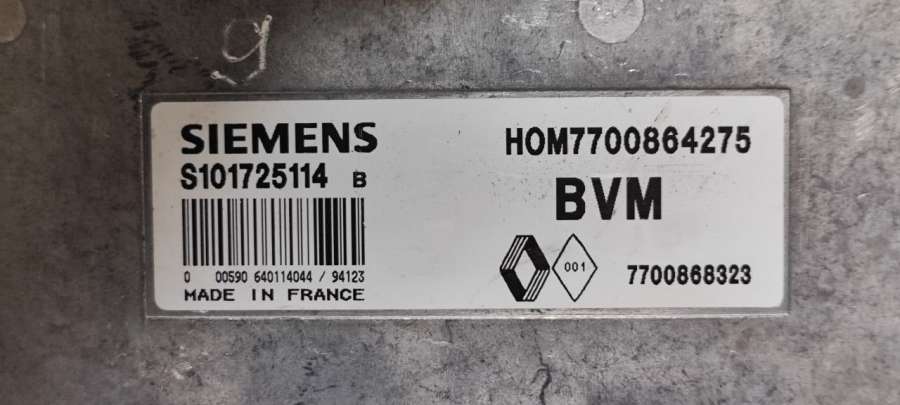 9
SIEMENS
S101725114 B
0 00590 640114044 / 94123
MADE IN FRANCE
HOM7700864275
BVM
001
7700868323